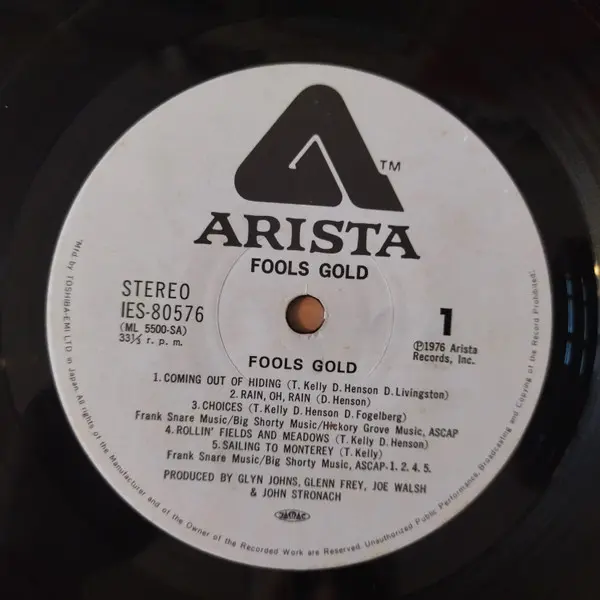 TM
ARISTA
FOOLS GOLD
STEREO
IES-80576
(ML 5500-SA)
33⅓ r. p. m.
1
Ⓟ1976 Arista
Records, Inc.
FOOLS GOLD
1. COMING OUT OF HIDING (T. Kelly D. Henson D. Livingston)
2. RAIN, OH, RAIN (D. Henson)
3. CHOICES (T. Kelly D. Henson D. Fogelberg)
Frank Snare Music/Big Shorty Music/Hickory Grove Music, ASCAP
4. ROLLIN' FIELDS AND MEADOWS (T. Kelly D. Henson)
5. SAILING TO MONTEREY (T. Kelly)
Frank Snare Music/Big Shorty Music, ASCAP-1. 2. 4. 5.
PRODUCED BY GLYN JOHNS, GLENN FREY, JOE WALSH
& JOHN STRONACH
JASRAC
Mfd by TOSHIBA-EMI LTD in Japan. All rights of the Manufacturer and of the Owner of the Recorded Work are Reserved. Unauthorized Public Performance, Broadcasting and Copying of the Record Prohibited.